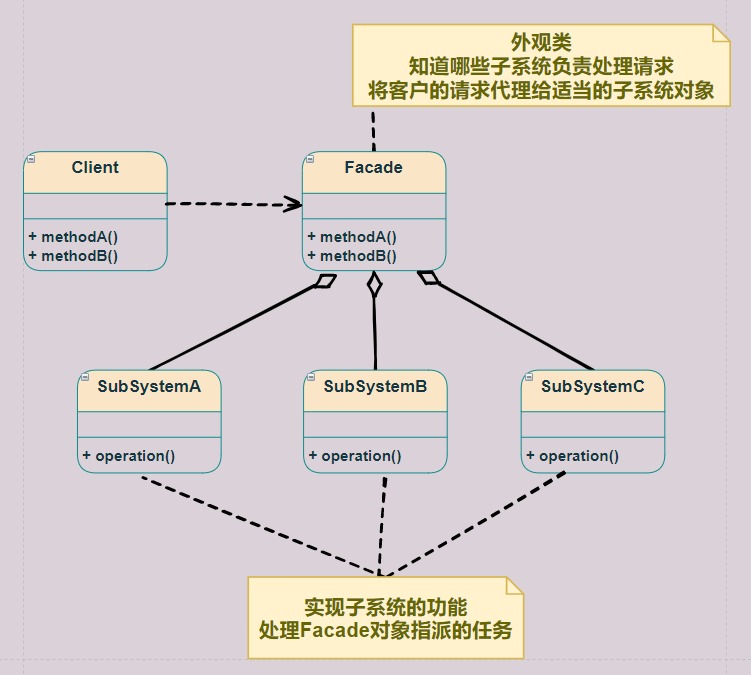 外观类
知道哪些子系统负责处理请求
将客户的请求代理给适当的子系统对象
Client
+ methodA()
+ methodB()
Facade
+ methodA()
+ methodB()
SubSystemA
+ operation()
SubSystemB
+ operation()
SubSystemC
+ operation()
实现子系统的功能
处理Facade对象指派的任务